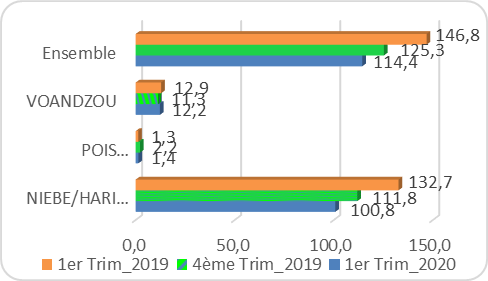 Ensemble 146,8
125,3
114,4
VOANDZOU 12,9
11,3
12,2
POIS... 1,3
2,2
1,4
NIEBE/HARI... 132,7
111,8
100,8
0,0 50,0 100,0 150,0
1er Trim_2019 4ème Trim_2019 1er Trim_2020